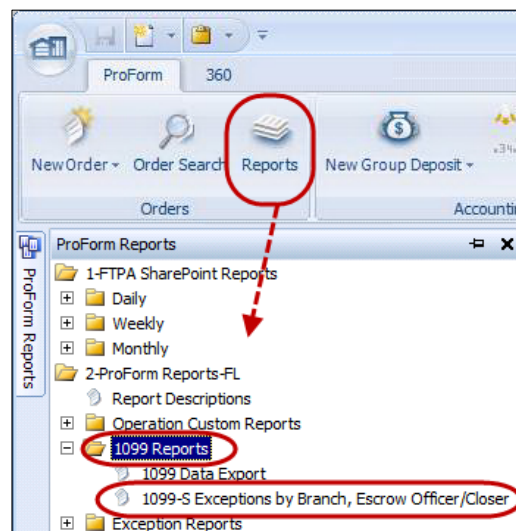 ProForm 360
New Order Order Search Reports New Group Deposit
Orders Accounti
ProForm Reports
ProForm Reports
1-FTPA SharePoint Reports
Daily
Weekly
Monthly
2-ProForm Reports-FL
Report Descriptions
Operation Custom Reports
1099 Reports
1099 Data Export
1099-S Exceptions by Branch, Escrow Officer/Closer
Exception Reports